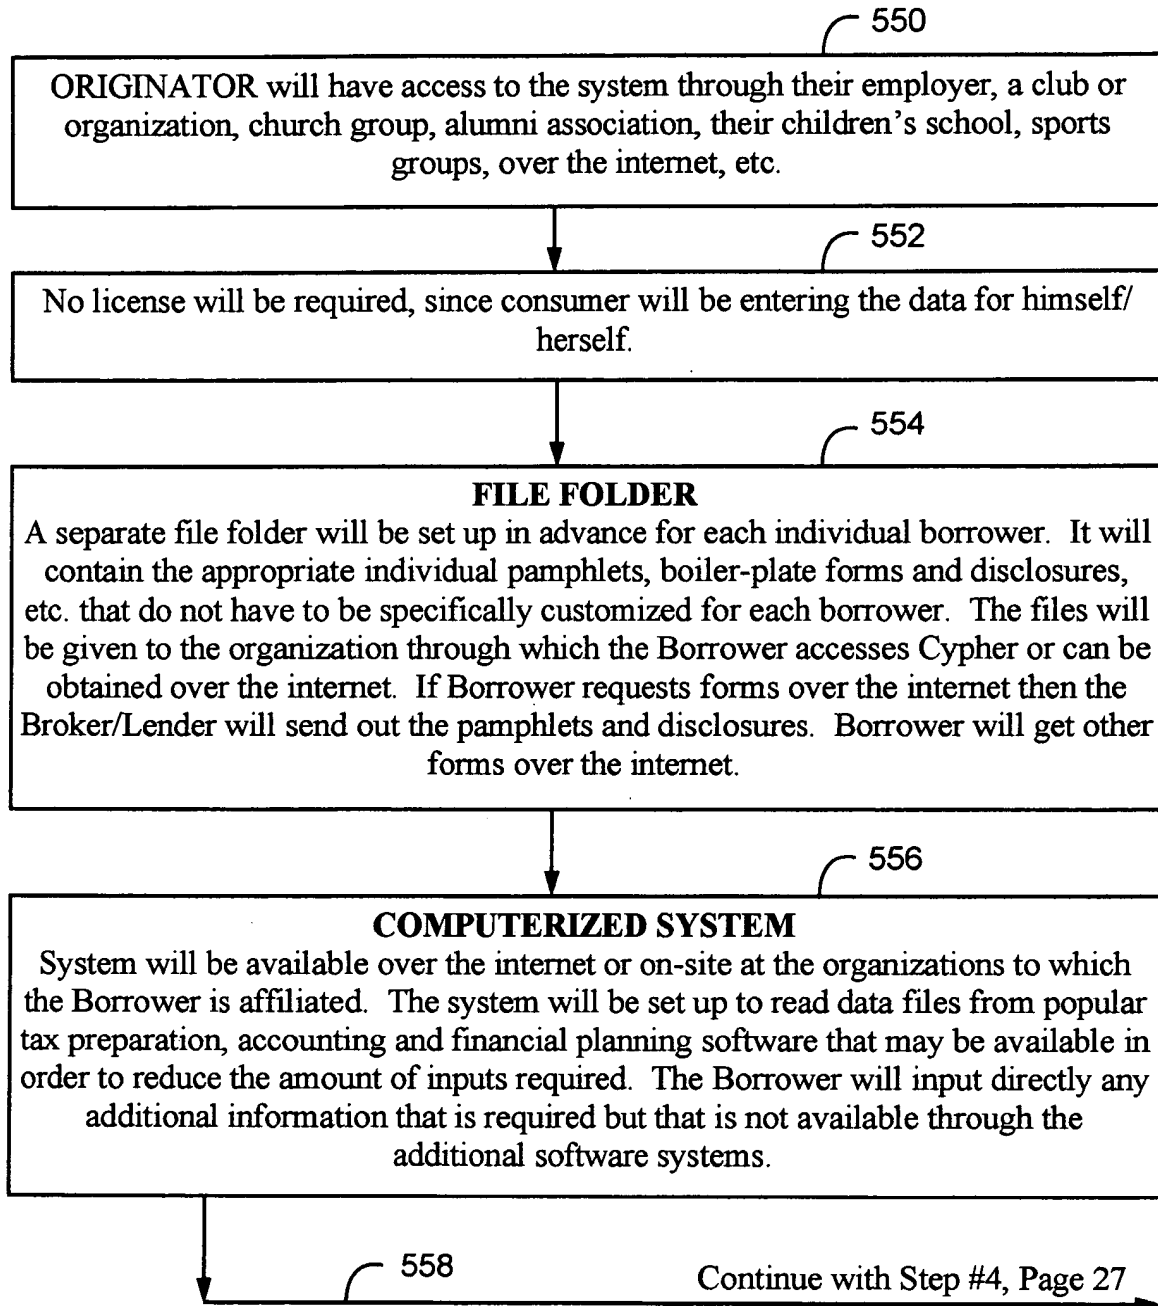 550
ORIGINATOR will have access to the system through their employer, a club or
organization, church group, alumni association, their children's school, sports
groups, over the internet, etc.
552
No license will be required, since consumer will be entering the data for himself/
herself.
554
FILE FOLDER
A separate file folder will be set up in advance for each individual borrower. It will
contain the appropriate individual pamphlets, boiler-plate forms and disclosures,
etc. that do not have to be specifically customized for each borrower. The files will
be given to the organization through which the Borrower accesses Cypher or can be
obtained over the internet. If Borrower requests forms over the internet then the
Broker/Lender will send out the pamphlets and disclosures. Borrower will get other
forms over the internet.
556
COMPUTERIZED SYSTEM
System will be available over the internet or on-site at the organizations to which
the Borrower is affiliated. The system will be set up to read data files from popular
tax preparation, accounting and financial planning software that may be available in
order to reduce the amount of inputs required. The Borrower will input directly any
additional information that is required but that is not available through the
additional software systems.
558
Continue with Step #4, Page 27